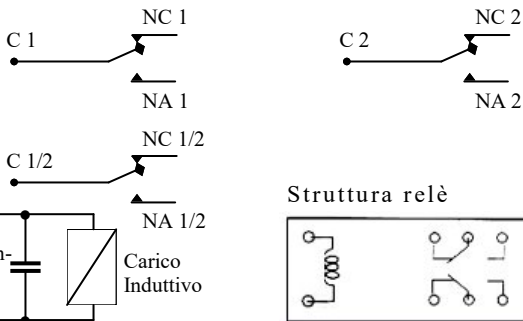 NC 1
NC 2
C 1
C 2
NA 1
NA 2
NC 1/2
C 1/2
Struttura relè
NA 1/2
Carico
Induttivo